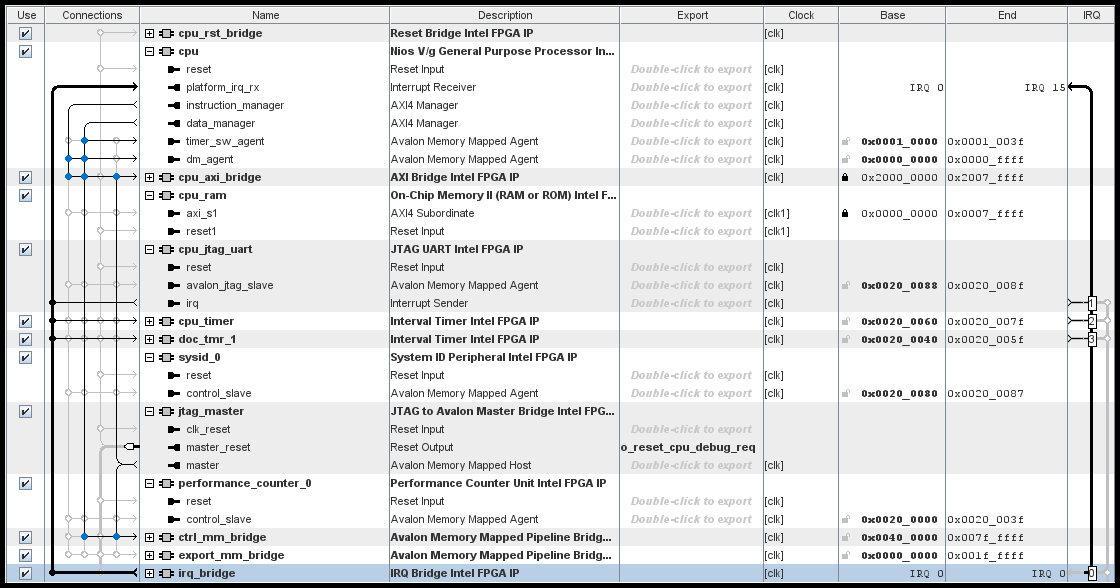 Use Connections Name Description Export Clock Base End IRQ
cpu_rst_bridge Reset Bridge Intel FPGA IP [clk]
cpu Nios V/g General Purpose Processor In...
reset Reset Input Double-click to export [clk]
platform_irq_rx Interrupt Receiver Double-click to export [clk] IRQ 0 IRQ 15
instruction_manager AXI4 Manager Double-click to export [clk]
data_manager AXI4 Manager Double-click to export [clk]
timer_sw_agent Avalon Memory Mapped Agent Double-click to export [clk] 0x0001_0000 0x0001_003f
dm_agent Avalon Memory Mapped Agent Double-click to export [clk] 0x0000_0000 0x0000_ffff
cpu_axi_bridge AXI Bridge Intel FPGA IP [clk] 0x2000_0000 0x2007_ffff
cpu_ram On-Chip Memory II (RAM or ROM) Intel F...
axi_s1 AXI4 Subordinate Double-click to export [clk1] 0x0000_0000 0x0007_ffff
reset1 Reset Input Double-click to export [clk1]
cpu_jtag_uart JTAG UART Intel FPGA IP [clk]
reset Reset Input Double-click to export [clk]
avalon_jtag_slave Avalon Memory Mapped Agent Double-click to export [clk] 0x0020_0088 0x0020_008f
irq Interrupt Sender Double-click to export [clk] 1
cpu_timer Interval Timer Intel FPGA IP [clk] 0x0020_0060 0x0020_007f 2
doc_tmr_1 Interval Timer Intel FPGA IP [clk] 0x0020_0040 0x0020_005f 3
sysid_0 System ID Peripheral Intel FPGA IP
reset Reset Input Double-click to export [clk]
control_slave Avalon Memory Mapped Agent Double-click to export [clk] 0x0020_0080 0x0020_0087
jtag_master JTAG to Avalon Master Bridge Intel FPG...
clk_reset Reset Input Double-click to export
master_reset Reset Output o_reset_cpu_debug_req
master Avalon Memory Mapped Host Double-click to export [clk]
performance_counter_0 Performance Counter Unit Intel FPGA IP
reset Reset Input Double-click to export [clk]
control_slave Avalon Memory Mapped Agent Double-click to export [clk] 0x0020_0000 0x0020_003f
ctrl_mm_bridge Avalon Memory Mapped Pipeline Bridg... [clk] 0x0040_0000 0x007f_ffff
export_mm_bridge Avalon Memory Mapped Pipeline Bridg... [clk] 0x0000_0000 0x001f_ffff
irq_bridge IRQ Bridge Intel FPGA IP [clk] IRQ 0 IRQ 0 0